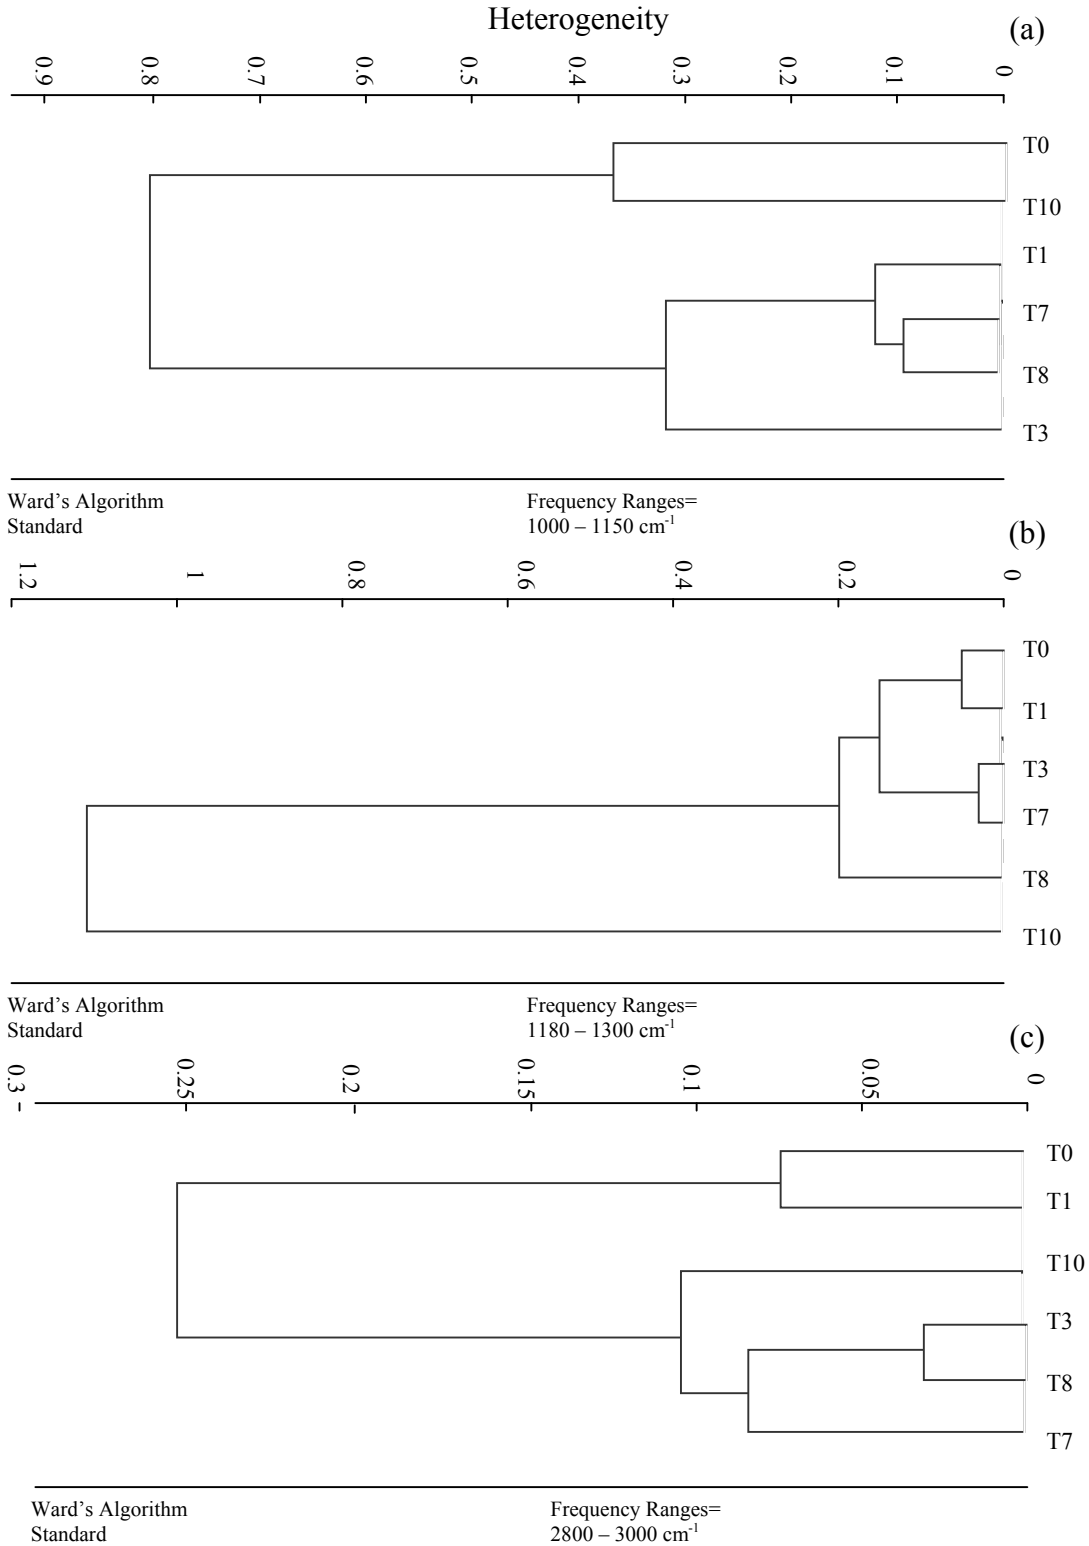 Heterogeneity
(a)
0.9 0.8 0.7 0.6 0.5 0.4 0.3 0.2 0.1 0
T0
T10
T1
T7
T8
T3
Ward’s Algorithm
Standard
Frequency Ranges=
1000 – 1150 cm⁻¹
(b)
1.2 1 0.8 0.6 0.4 0.2 0
T0
T1
T3
T7
T8
T10
Ward’s Algorithm
Standard
Frequency Ranges=
1180 – 1300 cm⁻¹
(c)
0.3 0.25 0.2 0.15 0.1 0.05 0
T0
T1
T10
T3
T8
T7
Ward’s Algorithm
Standard
Frequency Ranges=
2800 – 3000 cm⁻¹